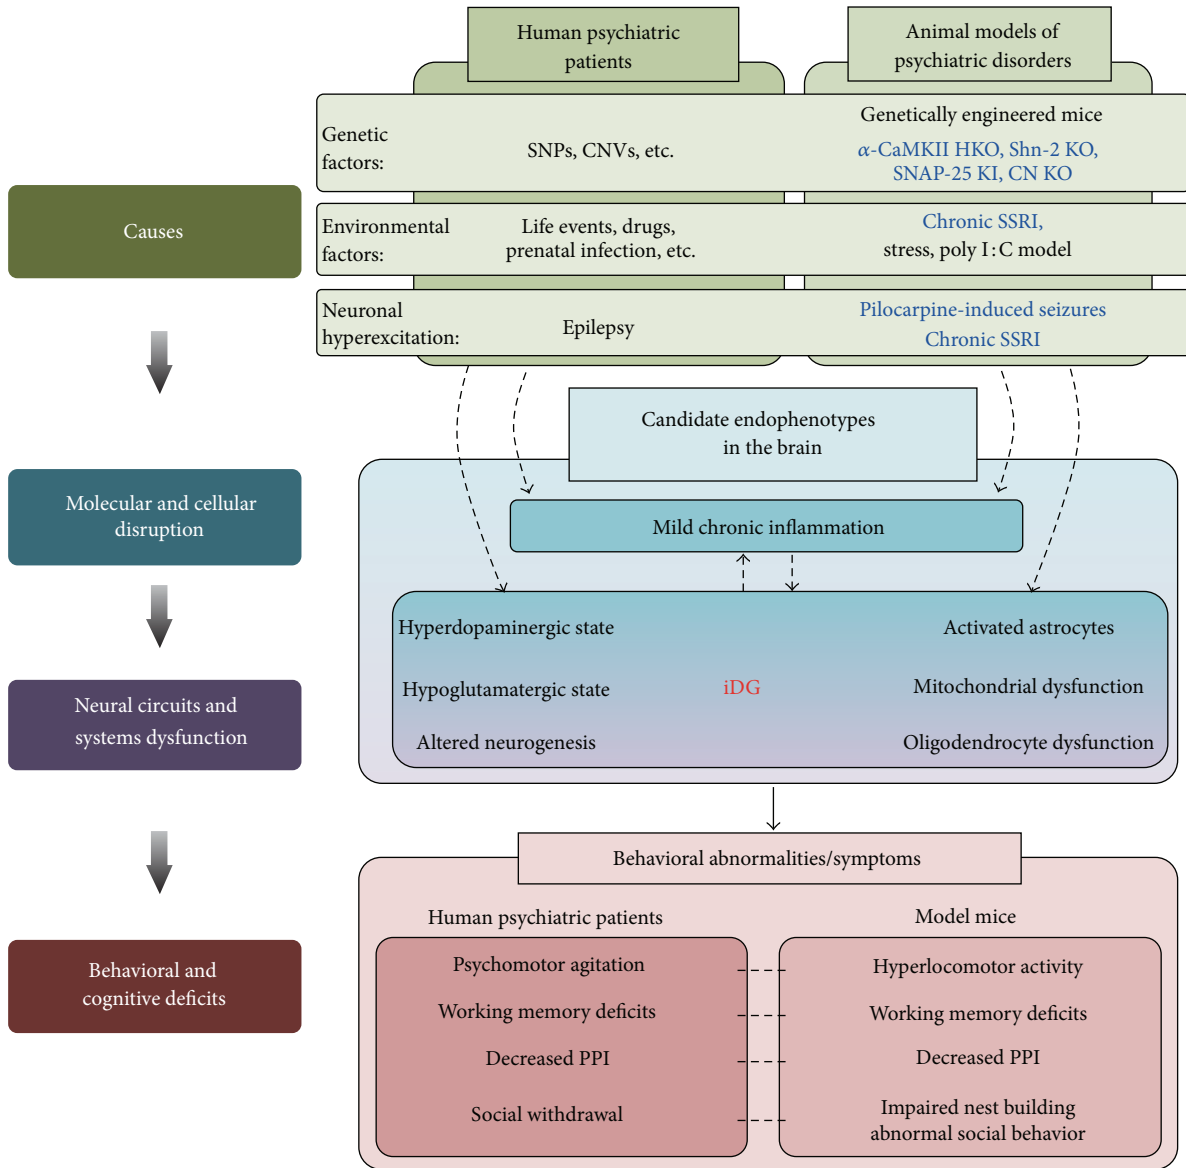 Human psychiatric
patients
Animal models of
psychiatric disorders
Genetic
factors:
SNPs, CNVs, etc.
Genetically engineered mice
α-CaMKII HKO, Shn-2 KO,
SNAP-25 KI, CN KO
Causes
Environmental
factors:
Life events, drugs,
prenatal infection, etc.
Chronic SSRI,
stress, poly I : C model
Neuronal
hyperexcitation:
Epilepsy
Pilocarpine-induced seizures
Chronic SSRI
Candidate endophenotypes
in the brain
Molecular and cellular
disruption
Mild chronic inflammation
Hyperdopaminergic state
Activated astrocytes
Hypoglutamatergic state
iDG
Mitochondrial dysfunction
Altered neurogenesis
Oligodendrocyte dysfunction
Neural circuits and
systems dysfunction
Behavioral abnormalities/symptoms
Human psychiatric patients
Model mice
Behavioral and
cognitive deficits
Psychomotor agitation
Hyperlocomotor activity
Working memory deficits
Working memory deficits
Decreased PPI
Decreased PPI
Social withdrawal
Impaired nest building
abnormal social behavior